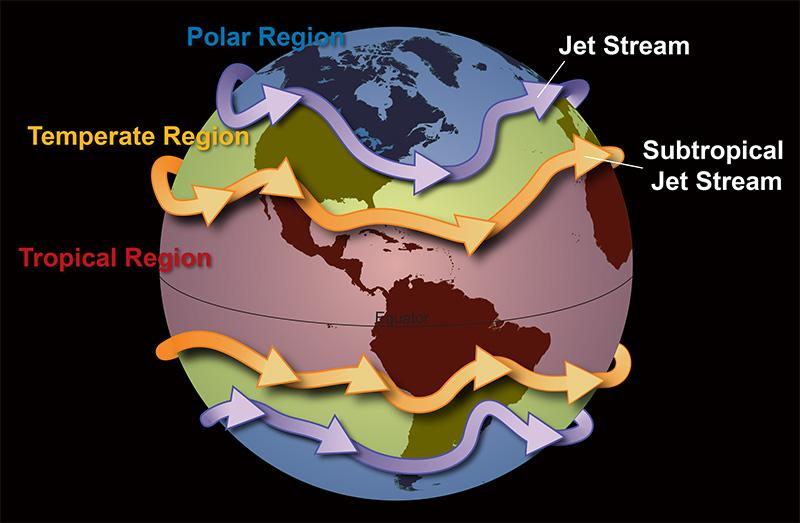 Polar Region
Jet Stream
Temperate Region
Subtropical
Jet Stream
Tropical Region
Equator